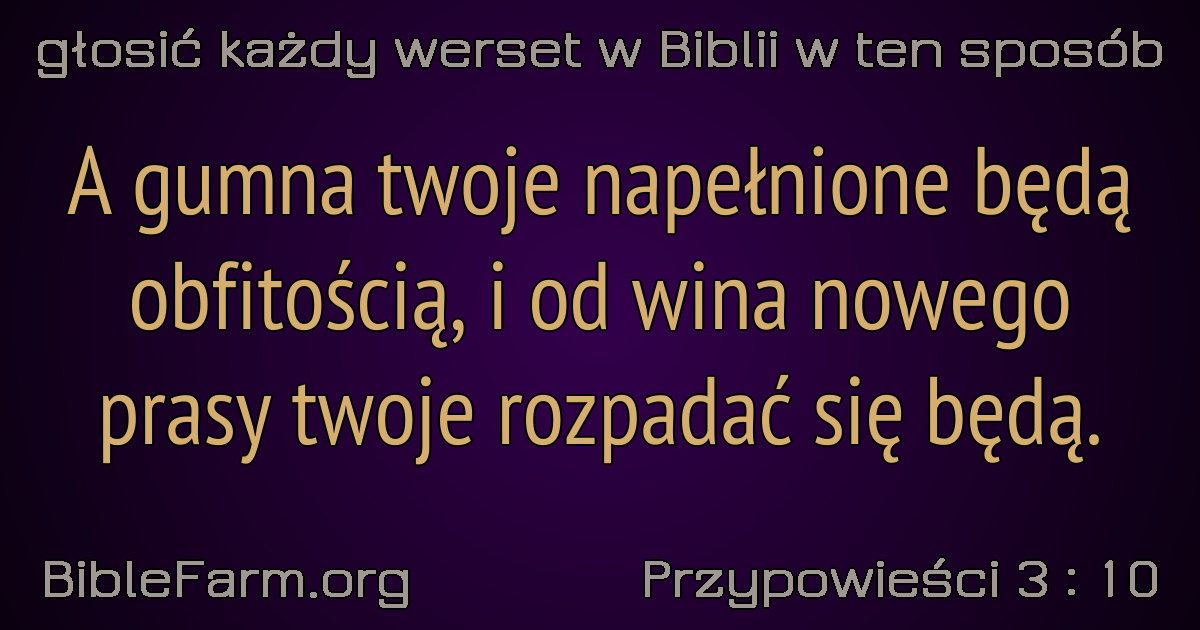 głosić każdy werset w Biblii w ten sposób
A gumna twoje napełnione będą
obfitością, i od wina nowego
prasy twoje rozpadać się będą.
BibleFarm.org
Przypowieści 3 : 10